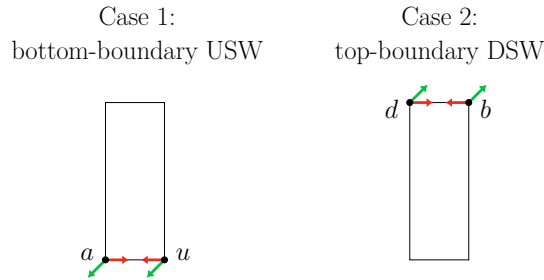 Case 1:
bottom-boundary USW
Case 2:
top-boundary DSW
a
u
d
b